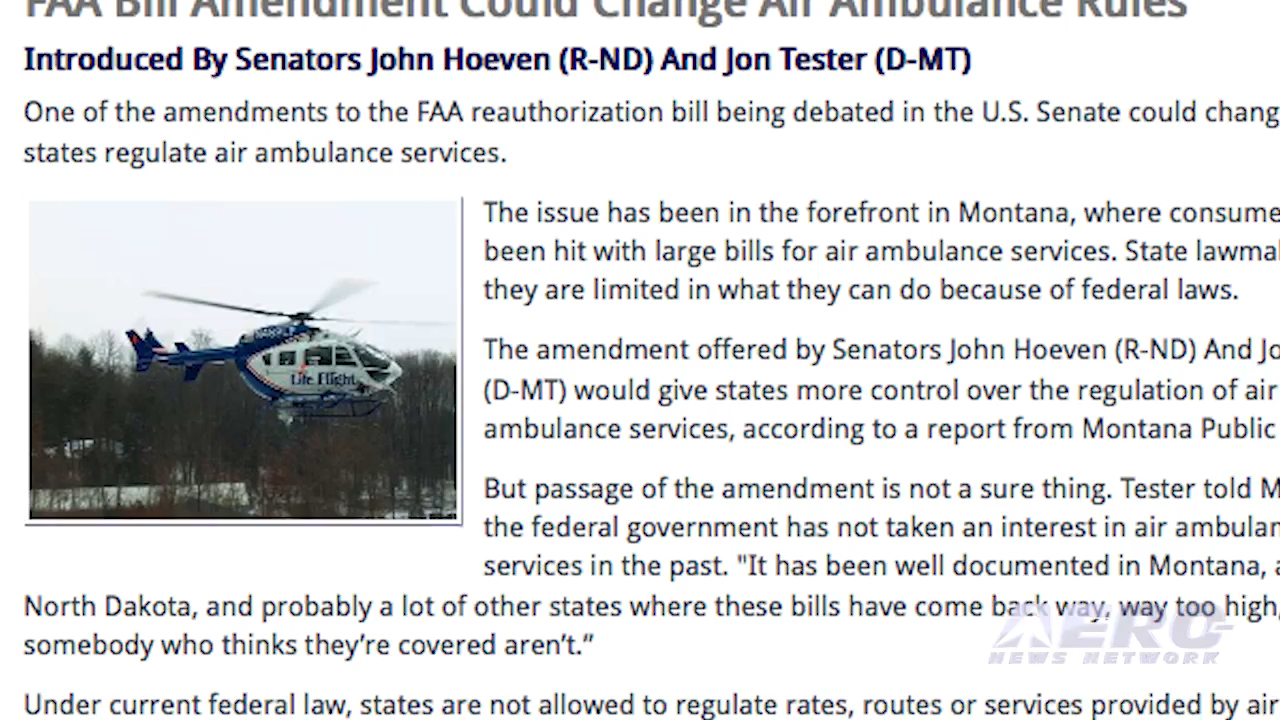 FAA Bill Amendment Could Change Air Ambulance Rules
Introduced By Senators John Hoeven (R-ND) And Jon Tester (D-MT)
One of the amendments to the FAA reauthorization bill being debated in the U.S. Senate could chang
states regulate air ambulance services.
The issue has been in the forefront in Montana, where consume
been hit with large bills for air ambulance services. State lawmal
they are limited in what they can do because of federal laws.
The amendment offered by Senators John Hoeven (R-ND) And Jo
(D-MT) would give states more control over the regulation of air
ambulance services, according to a report from Montana Public
But passage of the amendment is not a sure thing. Tester told M
the federal government has not taken an interest in air ambulan
services in the past. "It has been well documented in Montana, a
North Dakota, and probably a lot of other states where these bills have come back way, way too high,
somebody who thinks they’re covered aren’t.”
Under current federal law, states are not allowed to regulate rates, routes or services provided by air
Life Flight
AERO-
NEWS NETWORK